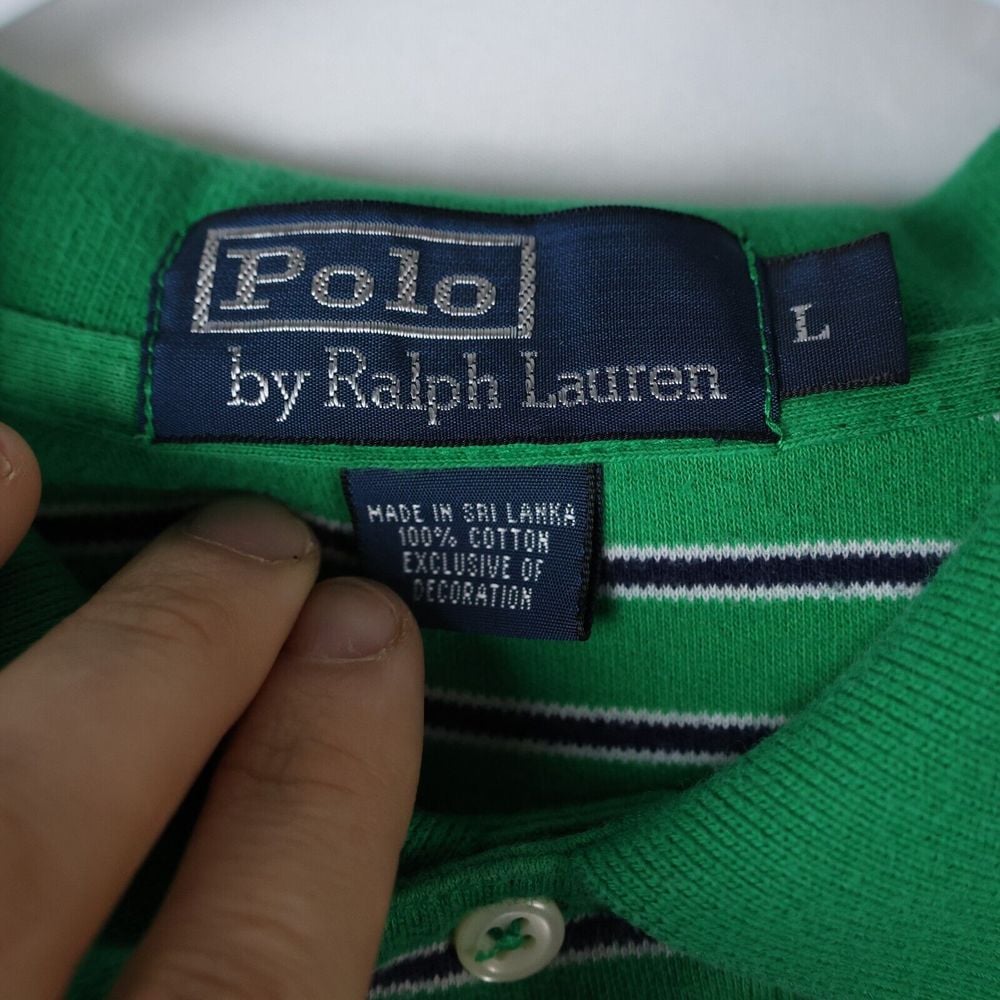 Polo
by Ralph Lauren
L
MADE IN SRI LANKA
100% COTTON
EXCLUSIVE OF
DECORATION